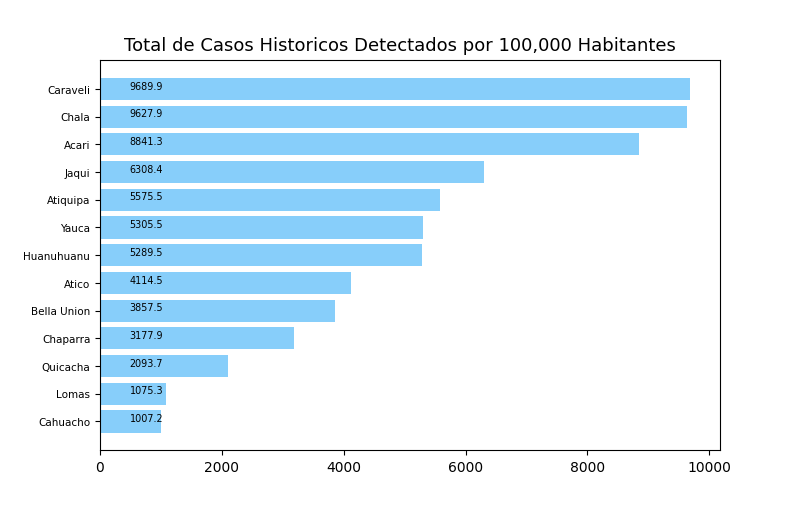 Total de Casos Historicos Detectados por 100,000 Habitantes
Caraveli 9689.9
Chala 9627.9
Acari 8841.3
Jaqui 6308.4
Atiquipa 5575.5
Yauca 5305.5
Huanuhuanu 5289.5
Atico 4114.5
Bella Union 3857.5
Chaparra 3177.9
Quicacha 2093.7
Lomas 1075.3
Cahuacho 1007.2
0 2000 4000 6000 8000 10000